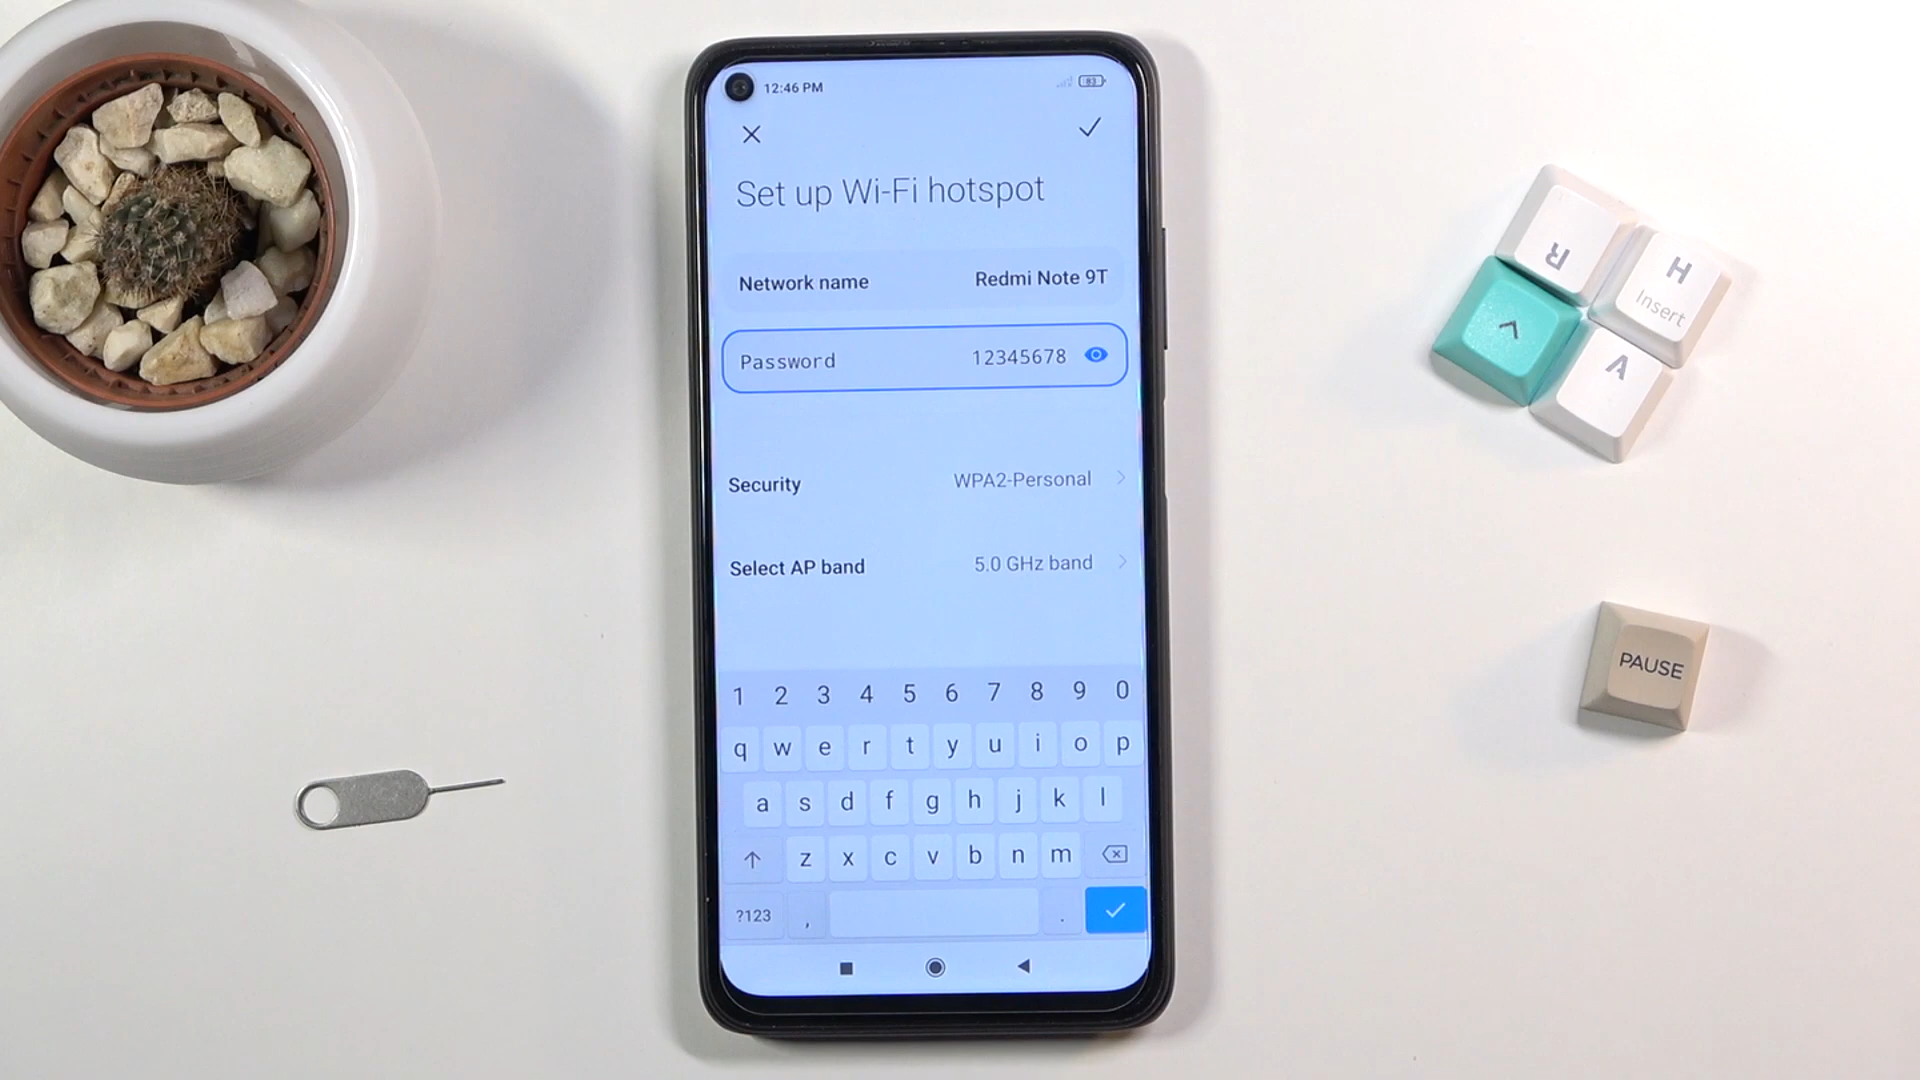 12:46 PM
83
Set up Wi-Fi hotspot
Network name Redmi Note 9T
Password 12345678
Security WPA2-Personal
Select AP band 5.0 GHz band
1 2 3 4 5 6 7 8 9 0
q w e r t y u i o p
a s d f g h j k l
z x c v b n m
?123 , .
R
H
Insert
A
PAUSE